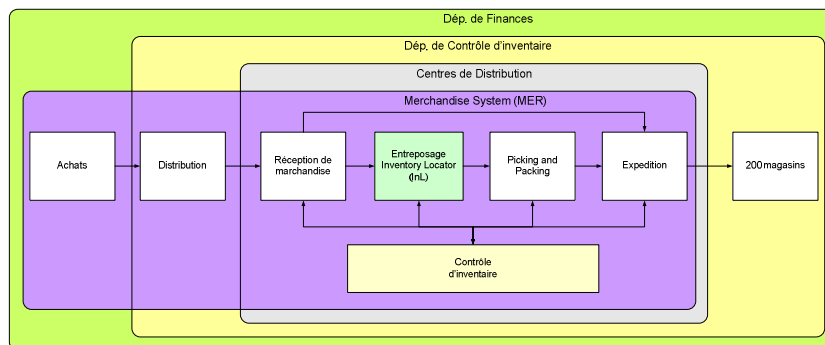 Dép. de Finances
Dép. de Contrôle d'inventaire
Centres de Distribution
Merchandise System (MER)
Achats
Distribution
Réception de
marchandise
Entreposage
Inventory Locator
(InL)
Picking and
Packing
Expedition
200 magasins
Contrôle
d'inventaire